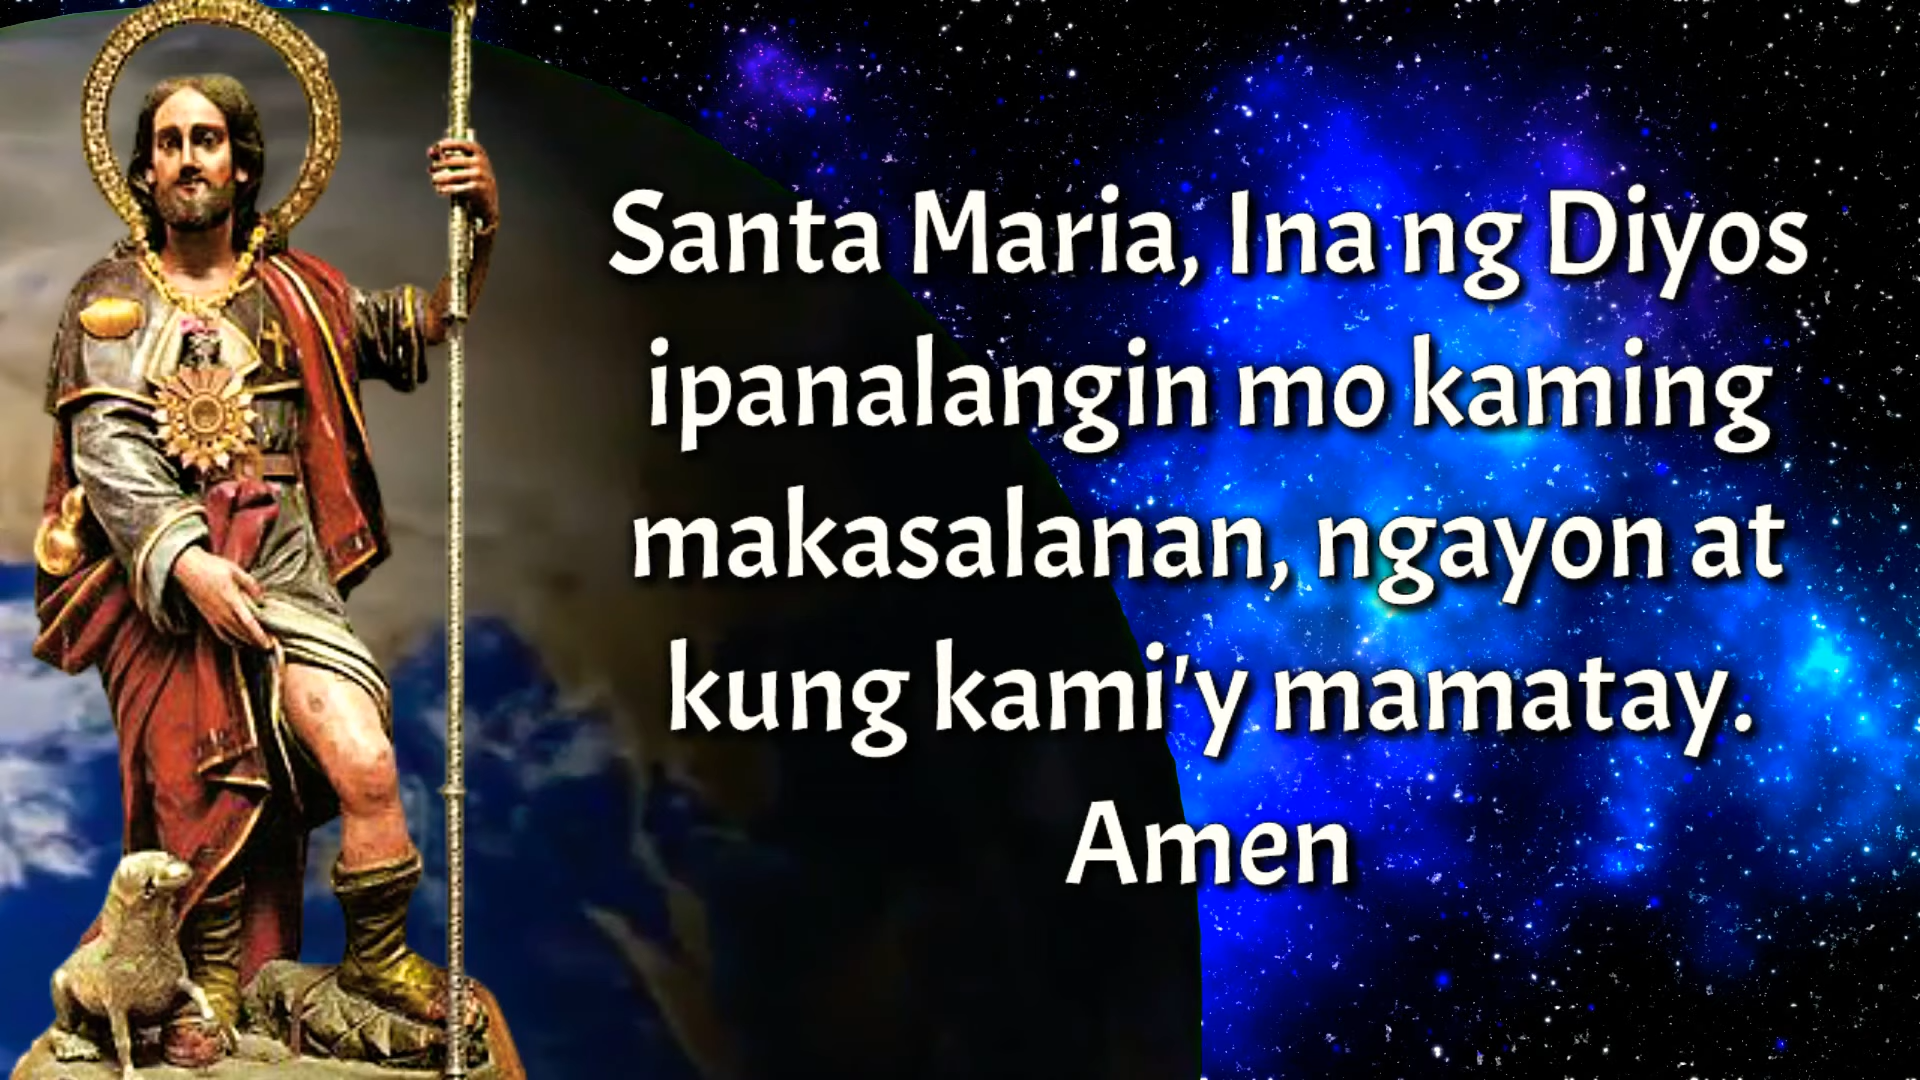 Santa Maria, Ina ng Diyos
ipanalangin mo kaming
makasalanan, ngayon at
kung kami'y mamatay.
Amen